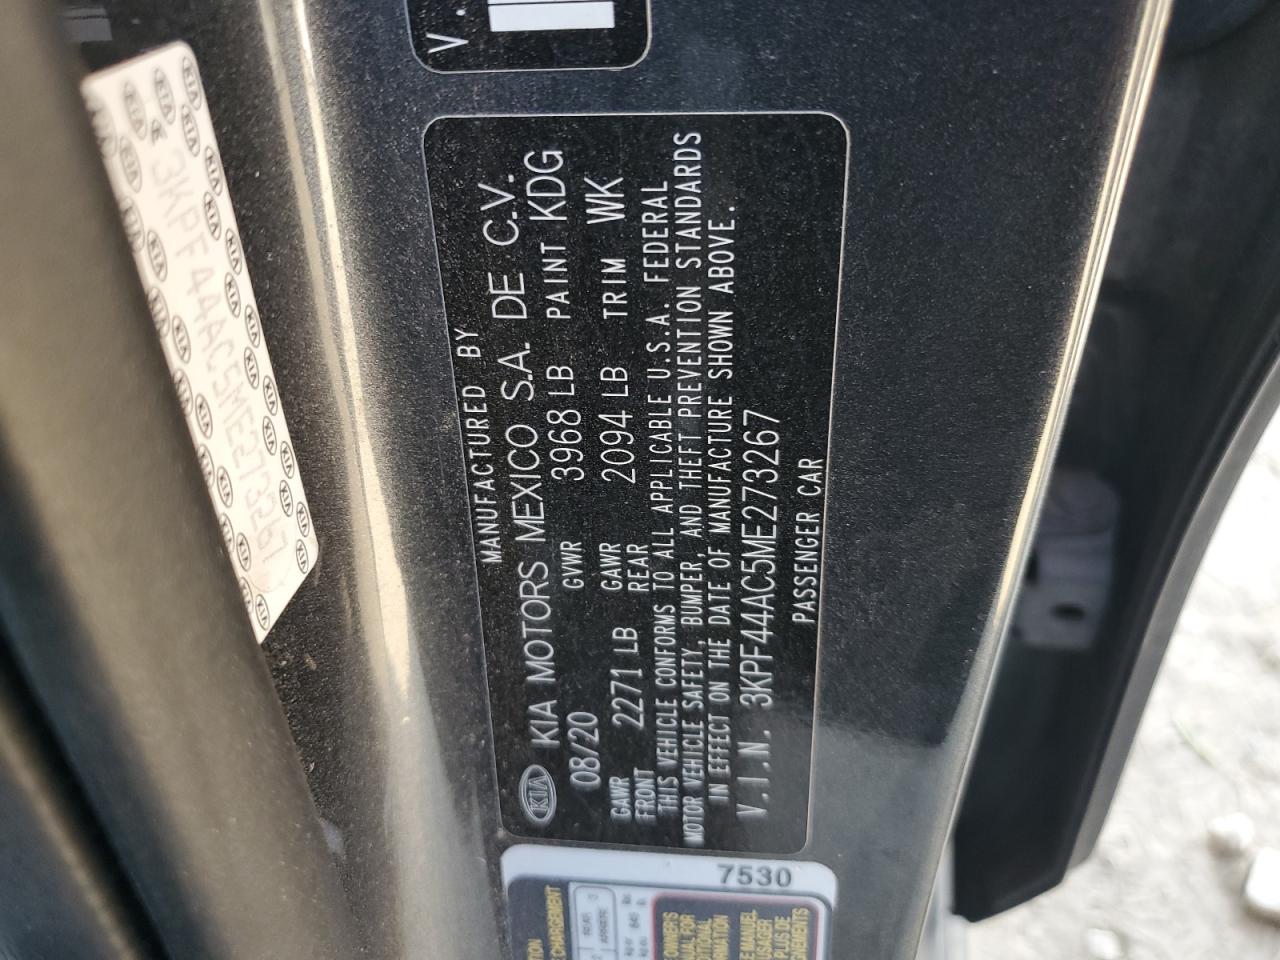 V.
MANUFACTURED BY
KIA KIA MOTORS MEXICO S.A. DE C.V.
08/20 GVWR 3968 LB PAINT KDG
GAWR FRONT 2271 LB GAWR REAR 2094 LB TRIM WK
THIS VEHICLE CONFORMS TO ALL APPLICABLE U.S.A. FEDERAL
MOTOR VEHICLE SAFETY, BUMPER AND THEFT PREVENTION STANDARDS
IN EFFECT ON THE DATE OF MANUFACTURE SHOWN ABOVE.
V.I.N. 3KPF44AC5ME273267
PASSENGER CAR
3KPF44AC5ME273267
7530